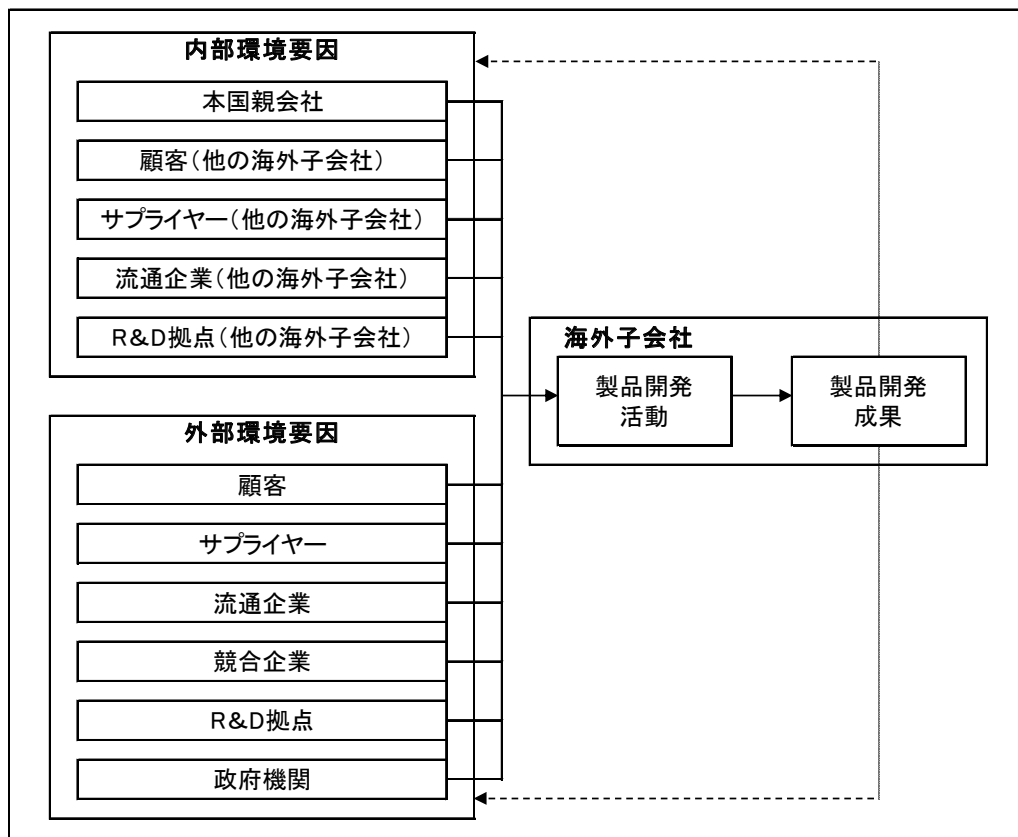 内部環境要因
本国親会社
顧客(他の海外子会社)
サプライヤー(他の海外子会社)
流通企業(他の海外子会社)
R&D拠点(他の海外子会社)
外部環境要因
顧客
サプライヤー
流通企業
競合企業
R&D拠点
政府機関
海外子会社
製品開発
活動
製品開発
成果